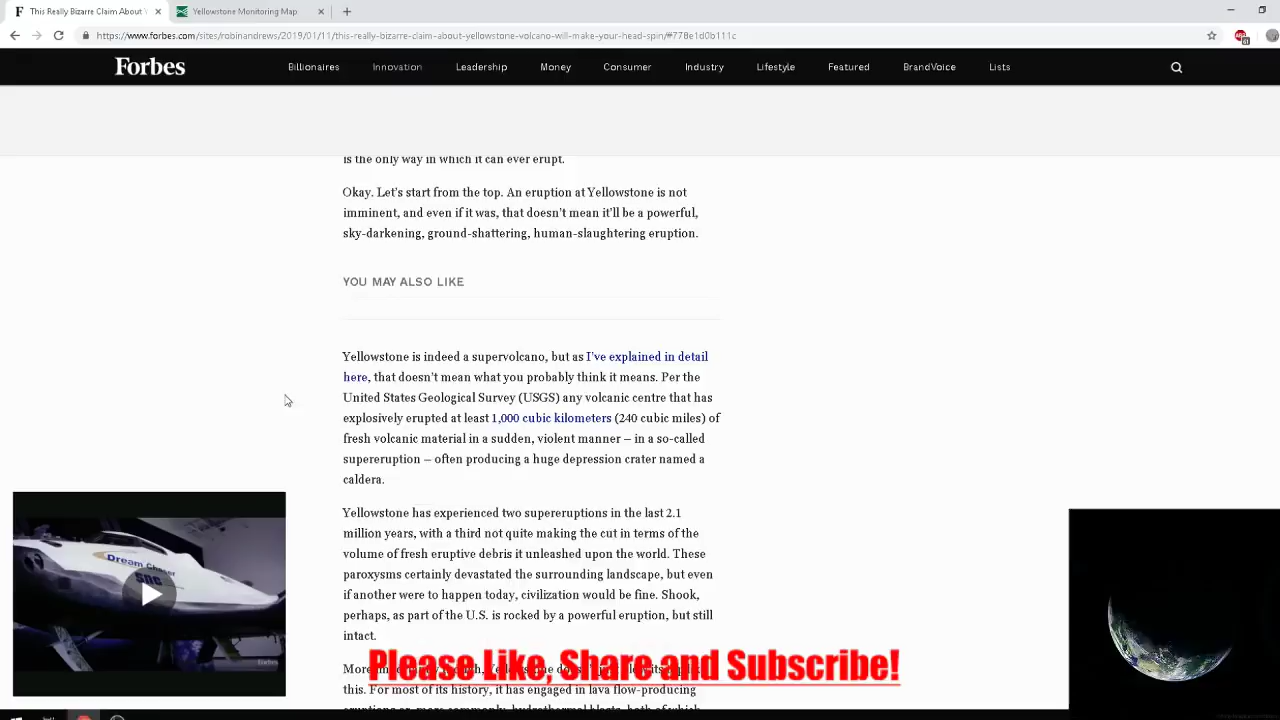 This Really Bizarre Claim About
Yellowstone Monitoring Map
https://www.forbes.com/sites/robinandrews/2019/01/11/this-really-bizarre-claim-about-yellowstone-volcano-will-make-your-head-spin/#778e1d0b111c
Forbes Billionaires Innovation Leadership Money Consumer Industry Lifestyle Featured BrandVoice Lists
is the only way in which it can ever erupt.
Okay. Let's start from the top. An eruption at Yellowstone is not
imminent, and even if it was, that doesn't mean it'll be a powerful,
sky-darkening, ground-shattering, human-slaughtering eruption.
YOU MAY ALSO LIKE
Yellowstone is indeed a supervolcano, but as I've explained in detail
here, that doesn't mean what you probably think it means. Per the
United States Geological Survey (USGS) any volcanic centre that has
explosively erupted at least 1,000 cubic kilometers (240 cubic miles) of
fresh volcanic material in a sudden, violent manner – in a so-called
supereruption – often producing a huge depression crater named a
caldera.
Yellowstone has experienced two supereruptions in the last 2.1
million years, with a third not quite making the cut in terms of the
volume of fresh eruptive debris it unleashed upon the world. These
paroxysms certainly devastated the surrounding landscape, but even
if another were to happen today, civilization would be fine. Shook,
perhaps, as part of the U.S. is rocked by a powerful eruption, but still
intact.
Dream Chaser
snc
Please Like, Share and Subscribe!
this. For most of its history, it has engaged in lava flow-producing